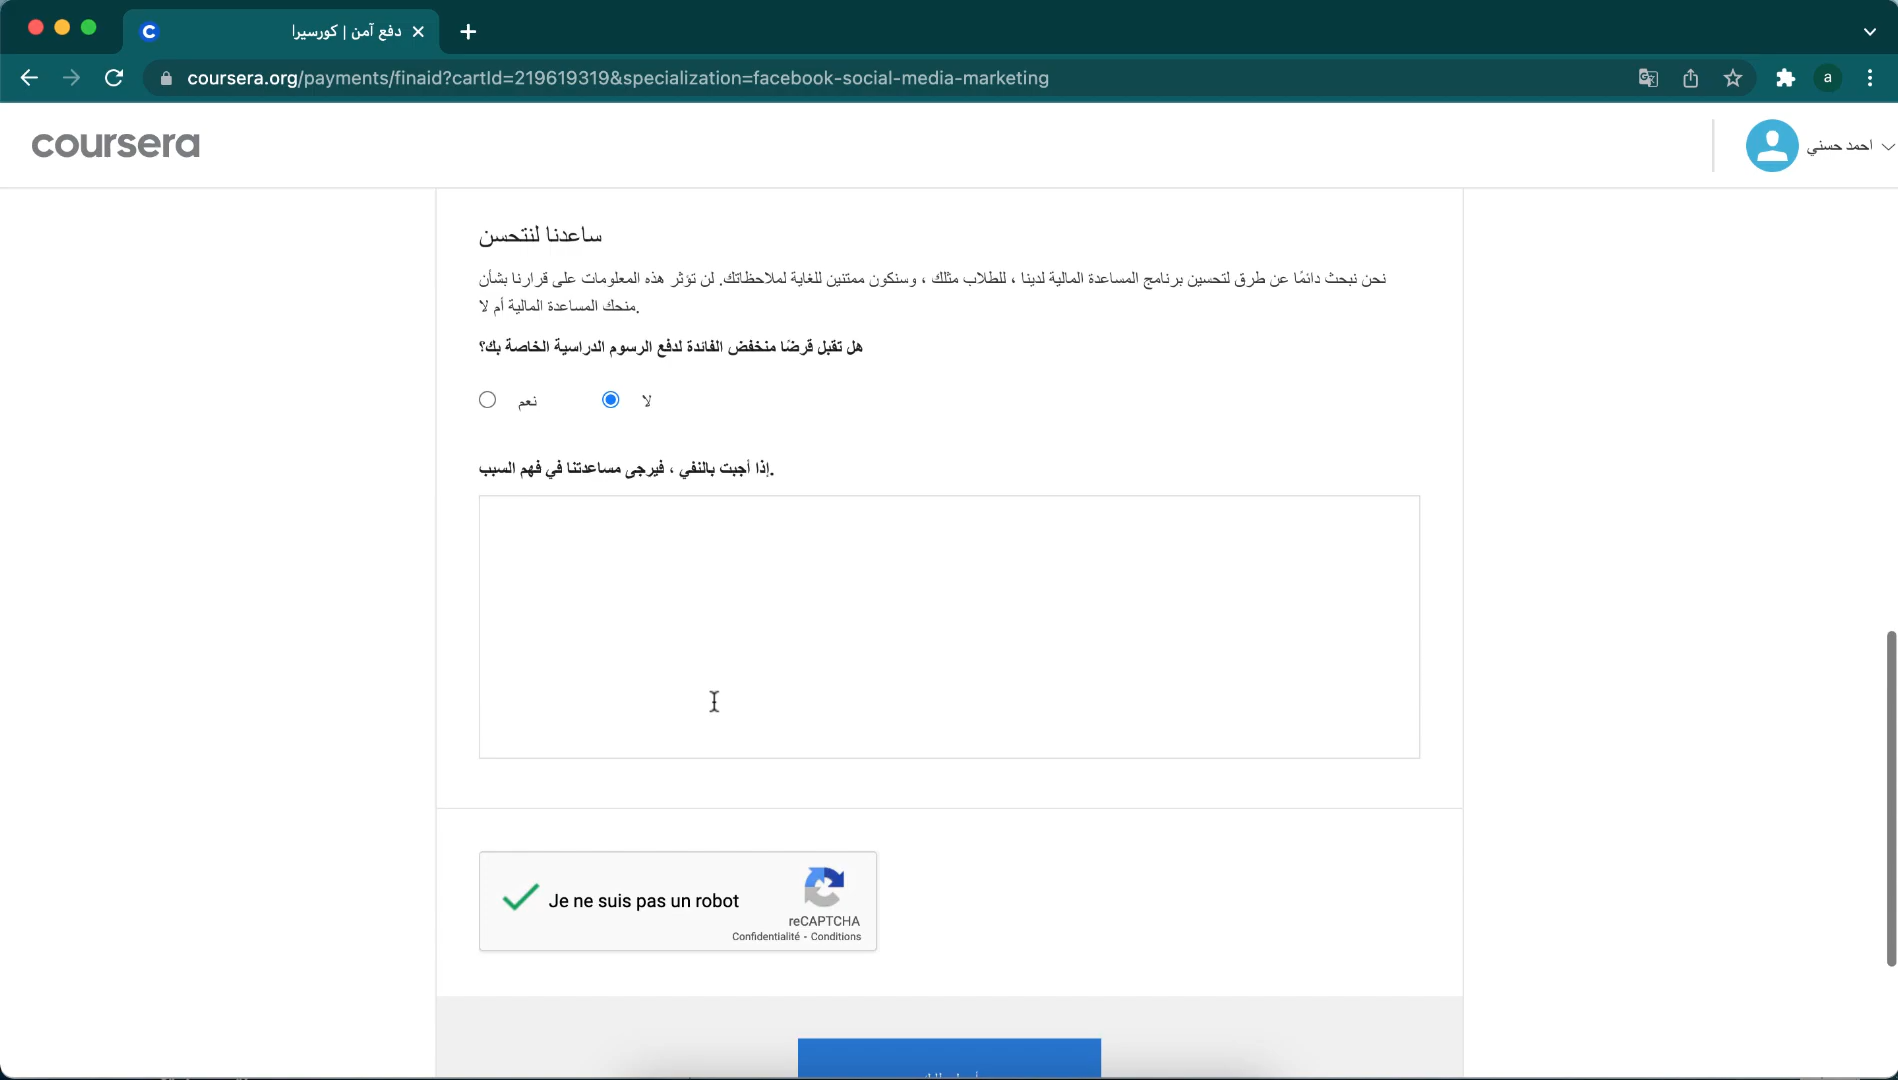 دفع آمن | كورسيرا
coursera.org/payments/finaid?cartId=219619319&specialization=facebook-social-media-marketing
a
coursera
احمد حسني
ساعدنا لنتحسن
نحن نبحث دائمًا عن طرق لتحسين برنامج المساعدة المالية لدينا ، للطلاب مثلك ، وسنكون ممتنين للغاية لملاحظاتك. لن تؤثر هذه المعلومات على قرارنا بشأن
منحك المساعدة المالية أم لا.
هل تقبل قرضًا منخفض الفائدة لدفع الرسوم الدراسية الخاصة بك؟
نعم
لا
إذا أجبت بالنفي ، فيرجى مساعدتنا في فهم السبب.
Je ne suis pas un robot
reCAPTCHA
Confidentialité - Conditions